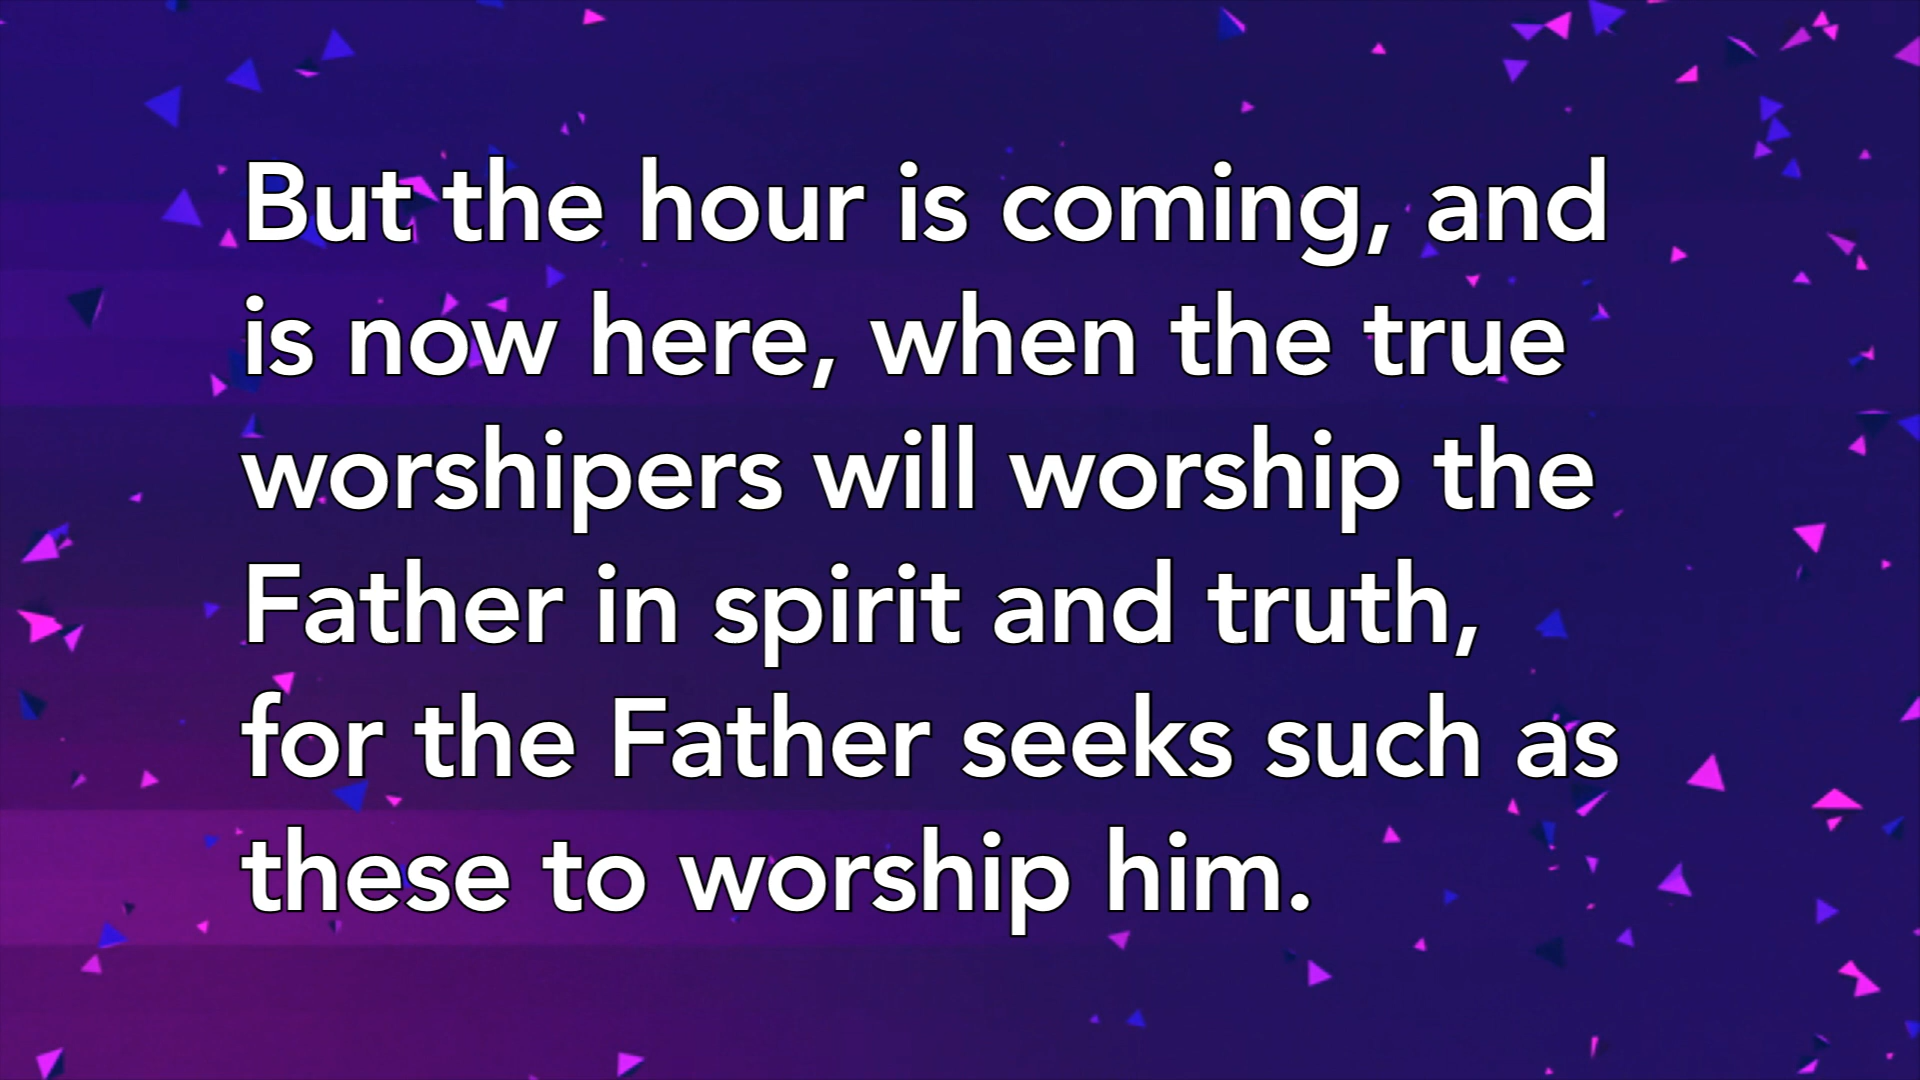 But the hour is coming, and
is now here, when the true
worshipers will worship the
Father in spirit and truth,
for the Father seeks such as
these to worship him.